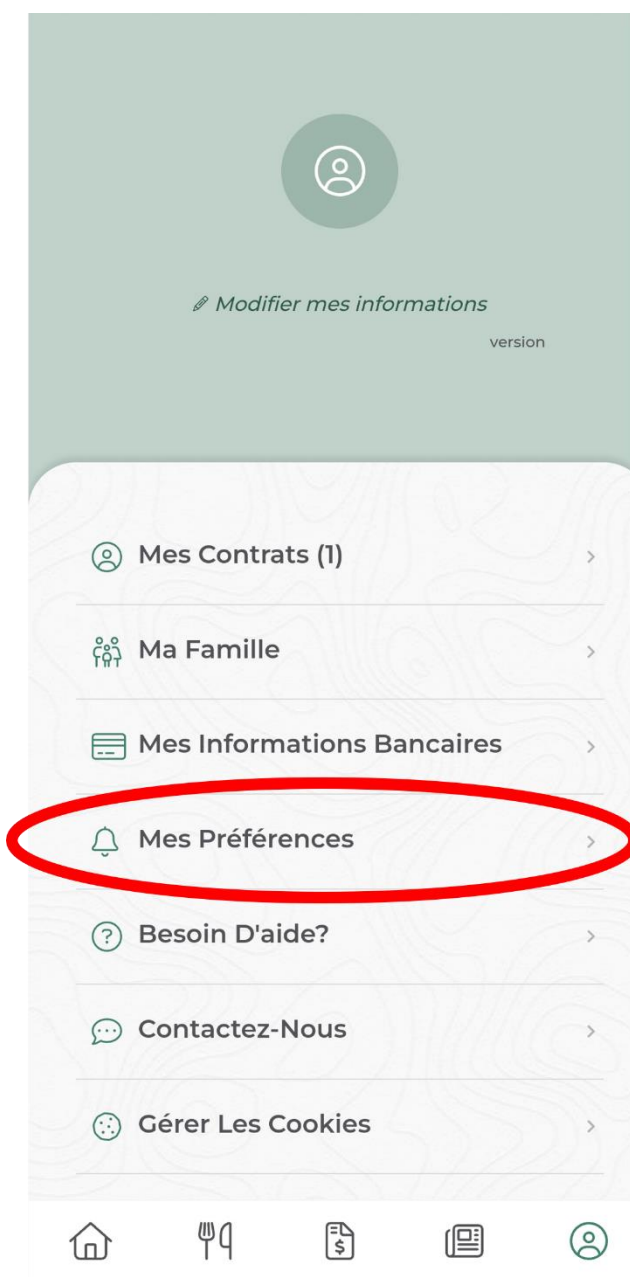 Modifier mes informations
version
Mes Contrats (1)
Ma Famille
Mes Informations Bancaires
Mes Préférences
Besoin D'aide?
Contactez-Nous
Gérer Les Cookies